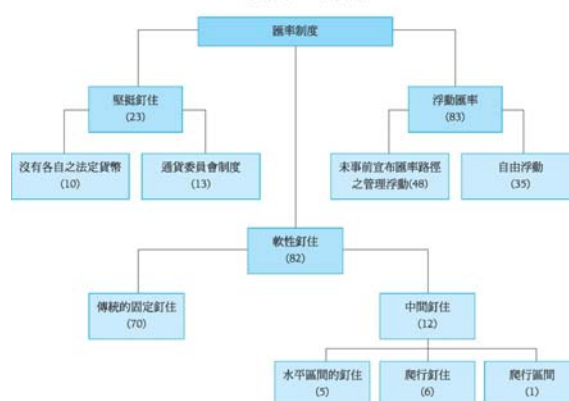 匯率制度
堅挺釘住
(23)
浮動匯率
(83)
沒有各自之法定貨幣
(10)
通貨委員會制度
(13)
未事前宣布匯率路徑
之管理浮動(48)
自由浮動
(35)
軟性釘住
(82)
傳統的固定釘住
(70)
中間釘住
(12)
水平區間的釘住
(5)
爬行釘住
(6)
爬行區間
(1)